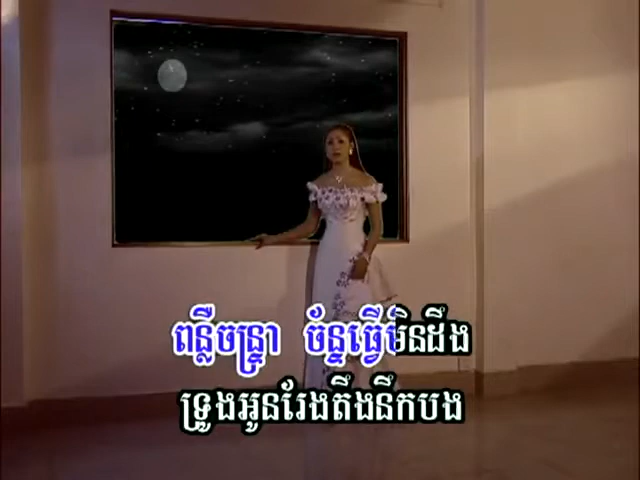 ពន្លឺចន្ទ្រា ច័ន្ទធ្វើមិនដឹង
ទ្រូងអូនរែងតឹងនឹកបង